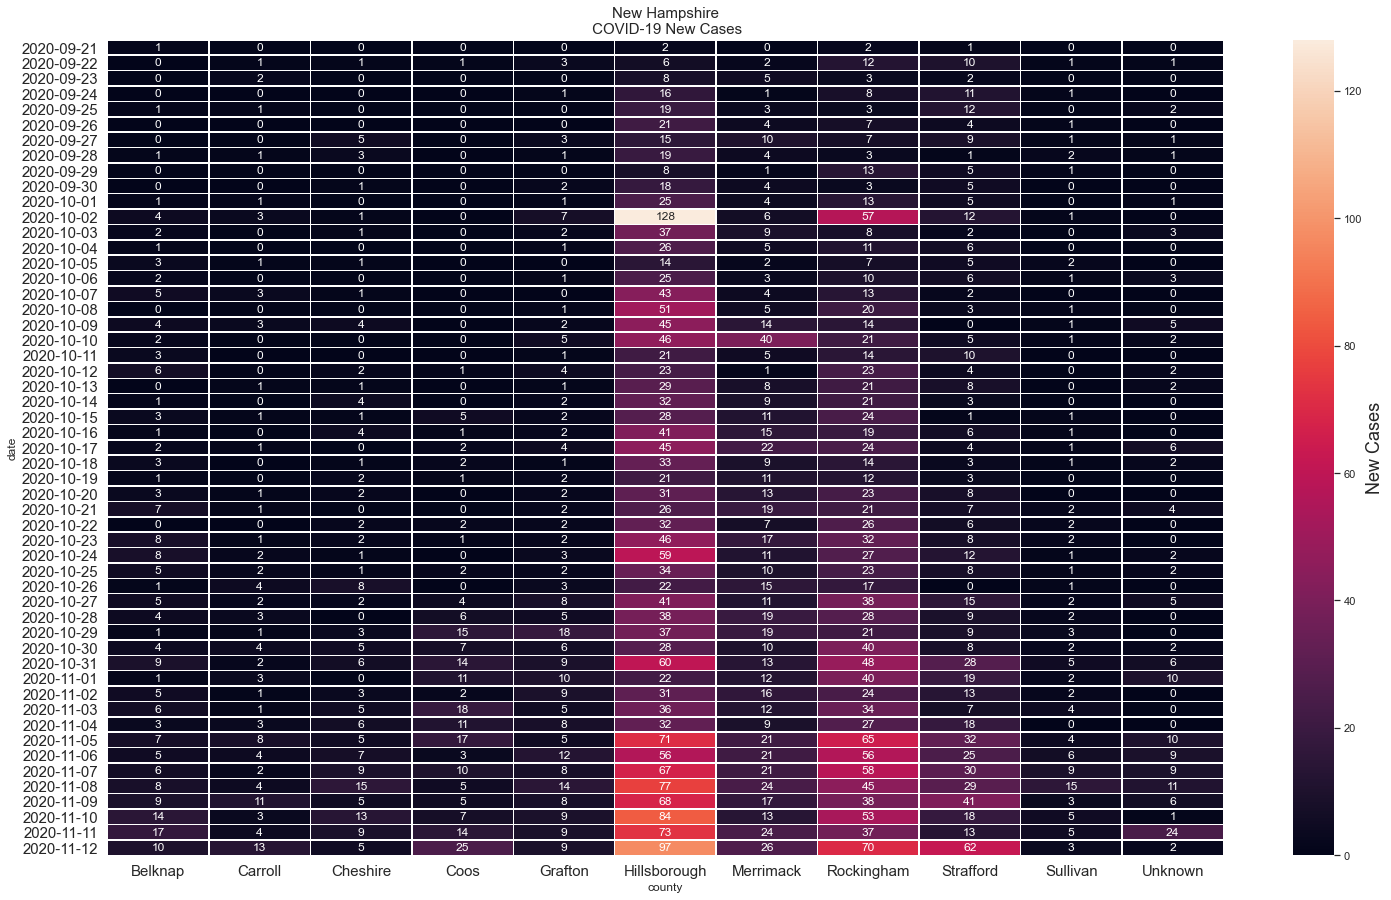 New Hampshire
COVID-19 New Cases
2020-09-21 1 0 0 0 0 2 0 2 1 0 0
2020-09-22 0 1 1 1 3 6 2 12 10 1 1
2020-09-23 0 2 0 0 0 8 5 3 2 0 0
2020-09-24 0 0 0 0 1 16 1 8 11 1 0
2020-09-25 1 1 0 0 0 19 3 3 12 0 2
2020-09-26 0 0 0 0 0 21 4 7 4 1 0
2020-09-27 0 0 5 0 3 15 10 7 9 1 1
2020-09-28 1 1 3 0 1 19 4 3 1 2 1
2020-09-29 0 0 0 0 0 8 1 13 5 1 0
2020-09-30 0 0 1 0 2 18 4 3 5 0 0
2020-10-01 1 1 0 0 1 25 4 13 5 0 1
2020-10-02 4 3 1 0 7 128 6 57 12 1 0
2020-10-03 2 0 1 0 1 37 9 8 2 0 3
2020-10-04 1 0 0 0 1 26 5 11 6 0 0
2020-10-05 3 1 1 0 0 14 2 7 5 2 0
2020-10-06 2 0 0 0 1 25 3 10 6 1 3
2020-10-07 5 3 1 0 0 43 4 13 2 0 0
2020-10-08 0 0 0 0 1 51 5 20 3 1 0
2020-10-09 4 3 4 0 2 45 14 14 0 1 5
2020-10-10 2 0 0 0 5 46 40 21 5 1 2
2020-10-11 3 0 0 0 1 21 5 14 10 0 0
2020-10-12 6 0 2 1 4 23 1 23 4 0 2
2020-10-13 0 1 1 0 1 29 8 21 8 0 2
2020-10-14 1 0 4 0 2 32 9 21 3 0 0
2020-10-15 3 1 1 5 2 28 11 24 1 1 0
2020-10-16 1 0 4 1 2 41 15 19 6 1 0
2020-10-17 2 1 0 2 4 45 22 24 4 1 6
2020-10-18 3 0 1 2 1 33 9 14 3 1 2
2020-10-19 1 0 2 1 2 21 11 12 3 0 0
2020-10-20 3 1 2 0 2 31 13 23 8 0 0
2020-10-21 7 1 0 0 2 26 19 21 7 2 4
2020-10-22 0 0 2 2 2 32 7 26 6 2 0
2020-10-23 8 1 2 1 2 46 17 32 8 2 0
2020-10-24 8 2 1 0 3 59 11 27 12 1 2
2020-10-25 5 2 1 2 2 34 10 23 8 1 2
2020-10-26 1 4 8 0 3 22 15 17 0 1 0
2020-10-27 5 2 2 4 8 41 11 38 15 2 5
2020-10-28 4 3 0 6 5 38 19 28 9 2 0
2020-10-29 1 1 3 15 18 37 19 21 9 3 0
2020-10-30 4 4 5 7 6 28 10 40 8 2 2
2020-10-31 9 2 6 14 9 60 13 48 28 5 6
2020-11-01 1 3 0 11 10 22 12 40 19 2 10
2020-11-02 5 1 3 2 9 31 16 24 13 2 0
2020-11-03 6 1 5 18 5 36 12 34 7 4 0
2020-11-04 3 3 6 11 8 32 9 27 18 0 0
2020-11-05 7 8 5 17 5 71 21 65 32 4 10
2020-11-06 5 4 7 3 12 56 21 56 25 6 9
2020-11-07 6 2 9 10 8 67 21 58 30 9 9
2020-11-08 8 4 15 5 14 77 24 45 29 15 11
2020-11-09 9 11 5 5 8 68 17 38 41 3 6
2020-11-10 14 3 13 7 9 84 13 53 18 5 1
2020-11-11 17 4 9 14 9 73 24 37 13 5 24
2020-11-12 10 13 5 25 9 97 26 70 62 3 2
Belknap Carroll Cheshire Coos Grafton Hillsborough Merrimack Rockingham Strafford Sullivan Unknown
county
date
120
100
80
60
40
20
0
New Cases